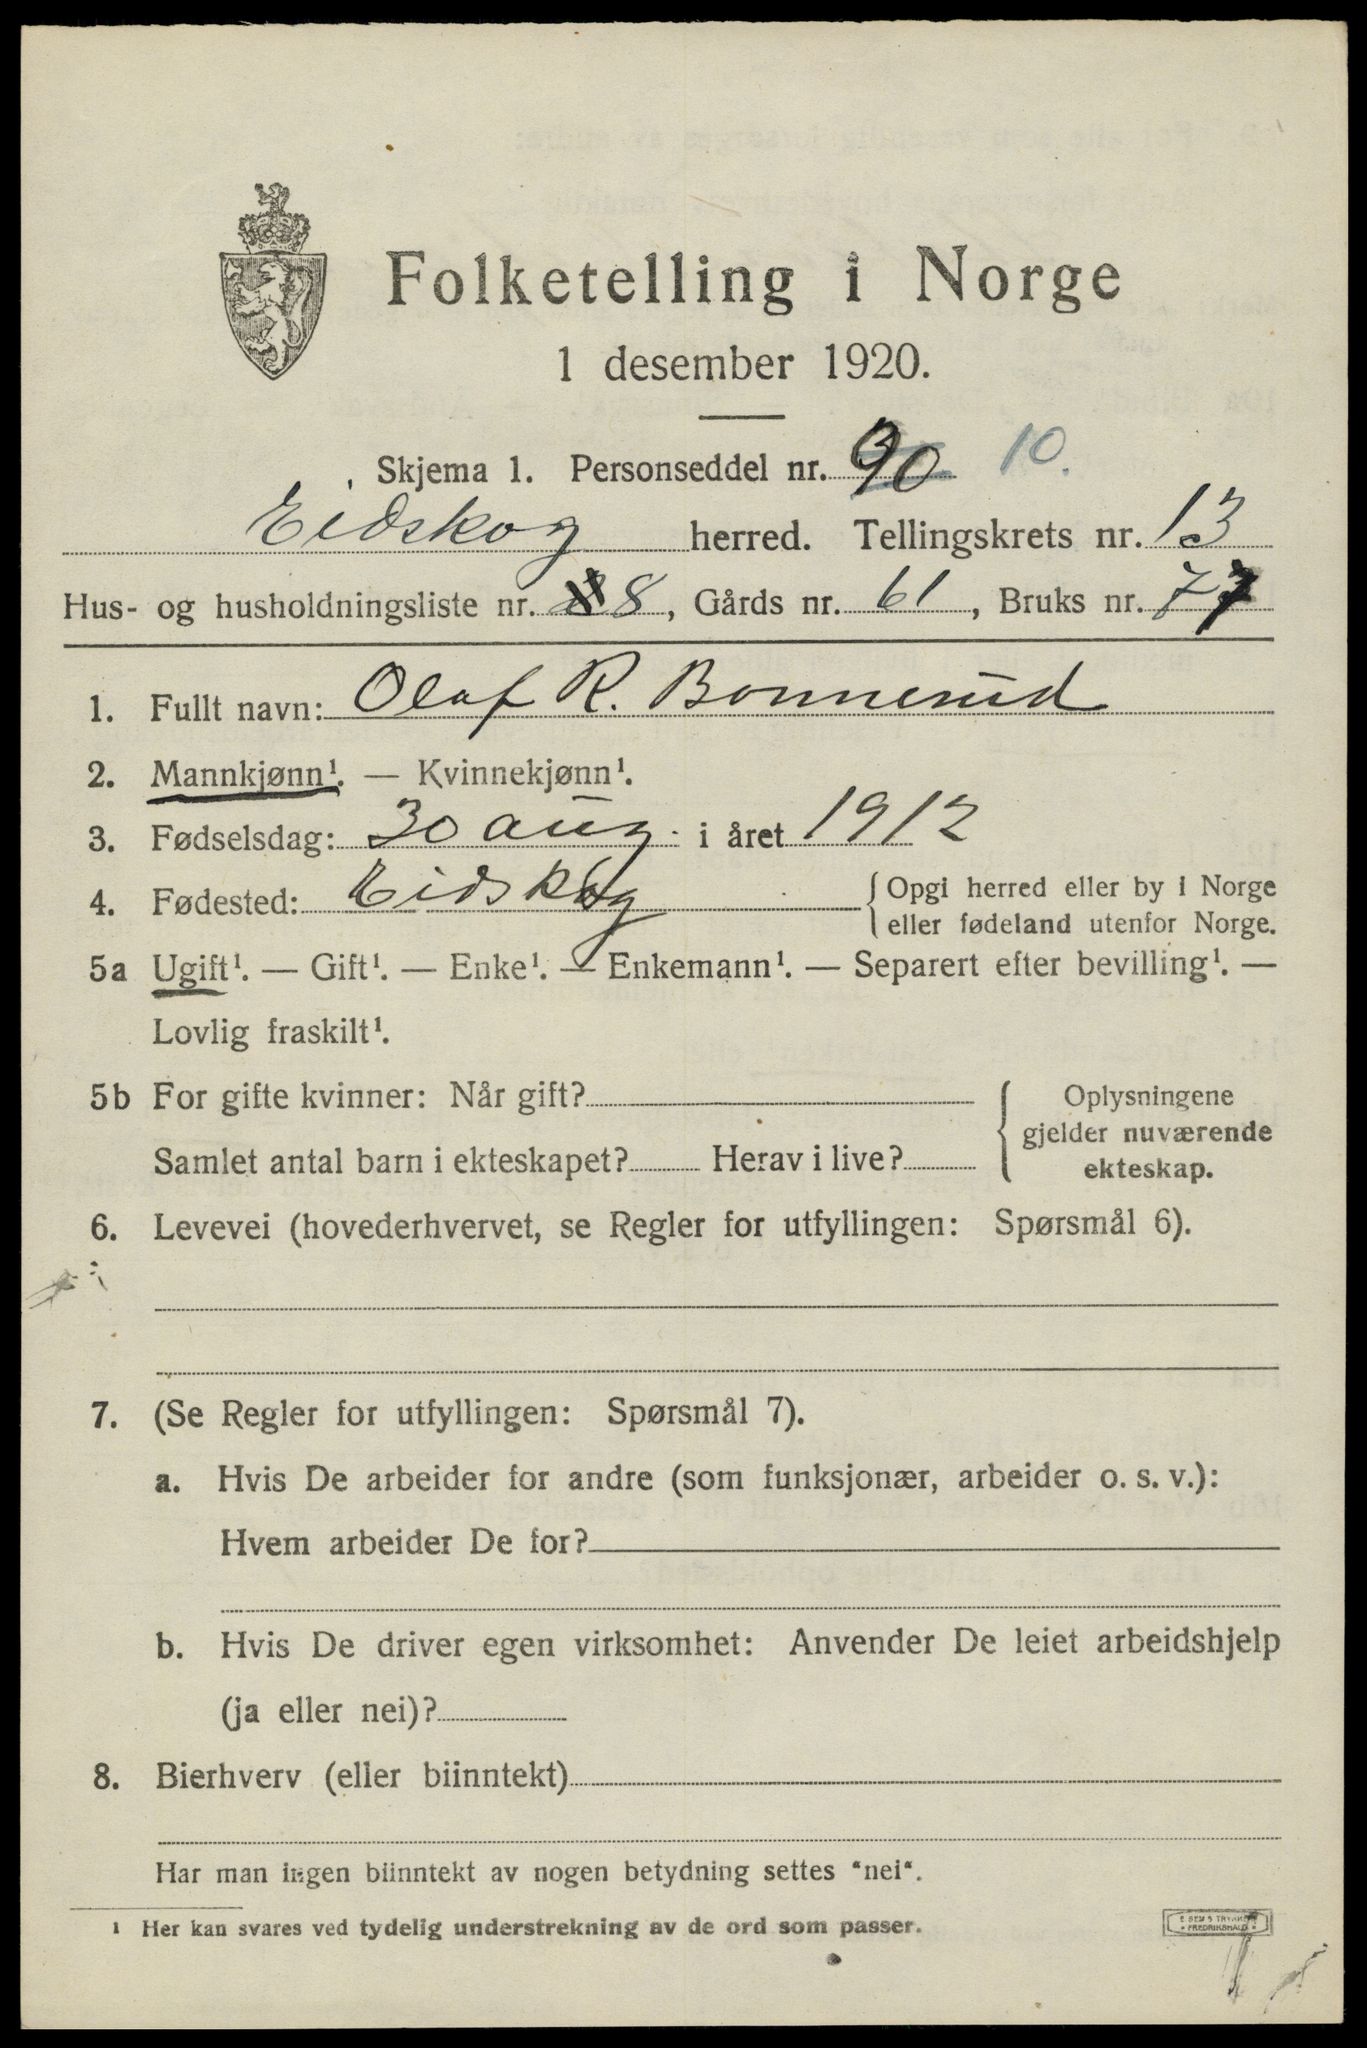 Folketelling i Norge
1 desember 1920.
Skjema 1. Personseddel nr. 90 10.
Eidskog herred. Tellingskrets nr. 13
Hus- og husholdningsliste nr. 8, Gårds nr. 61, Bruks nr. 77
1. Fullt navn: Olaf R. Bonnerud
2. Mannkjønn¹. — Kvinnekjønn¹.
3. Fødselsdag: 30 aug. i året 1912
4. Fødested: Eidskog { Opgi herred eller by i Norge
eller fødeland utenfor Norge.
5a Ugift¹. — Gift¹. — Enke¹. — Enkemann¹. — Separert efter bevilling¹. —
Lovlig fraskilt¹.
5b For gifte kvinner: Når gift? { Oplysningene
gjelder nuværende
Samlet antal barn i ekteskapet? Herav i live? ekteskap.
6. Levevei (hovederhvervet, se Regler for utfyllingen: Spørsmål 6).
7. (Se Regler for utfyllingen: Spørsmål 7).
a. Hvis De arbeider for andre (som funksjonær, arbeider o. s. v.):
Hvem arbeider De for?
b. Hvis De driver egen virksomhet: Anvender De leiet arbeidshjelp
(ja eller nei)?
8. Bierhverv (eller biinntekt)
Har man ingen biinntekt av nogen betydning settes "nei".
¹ Her kan svares ved tydelig understrekning av de ord som passer.